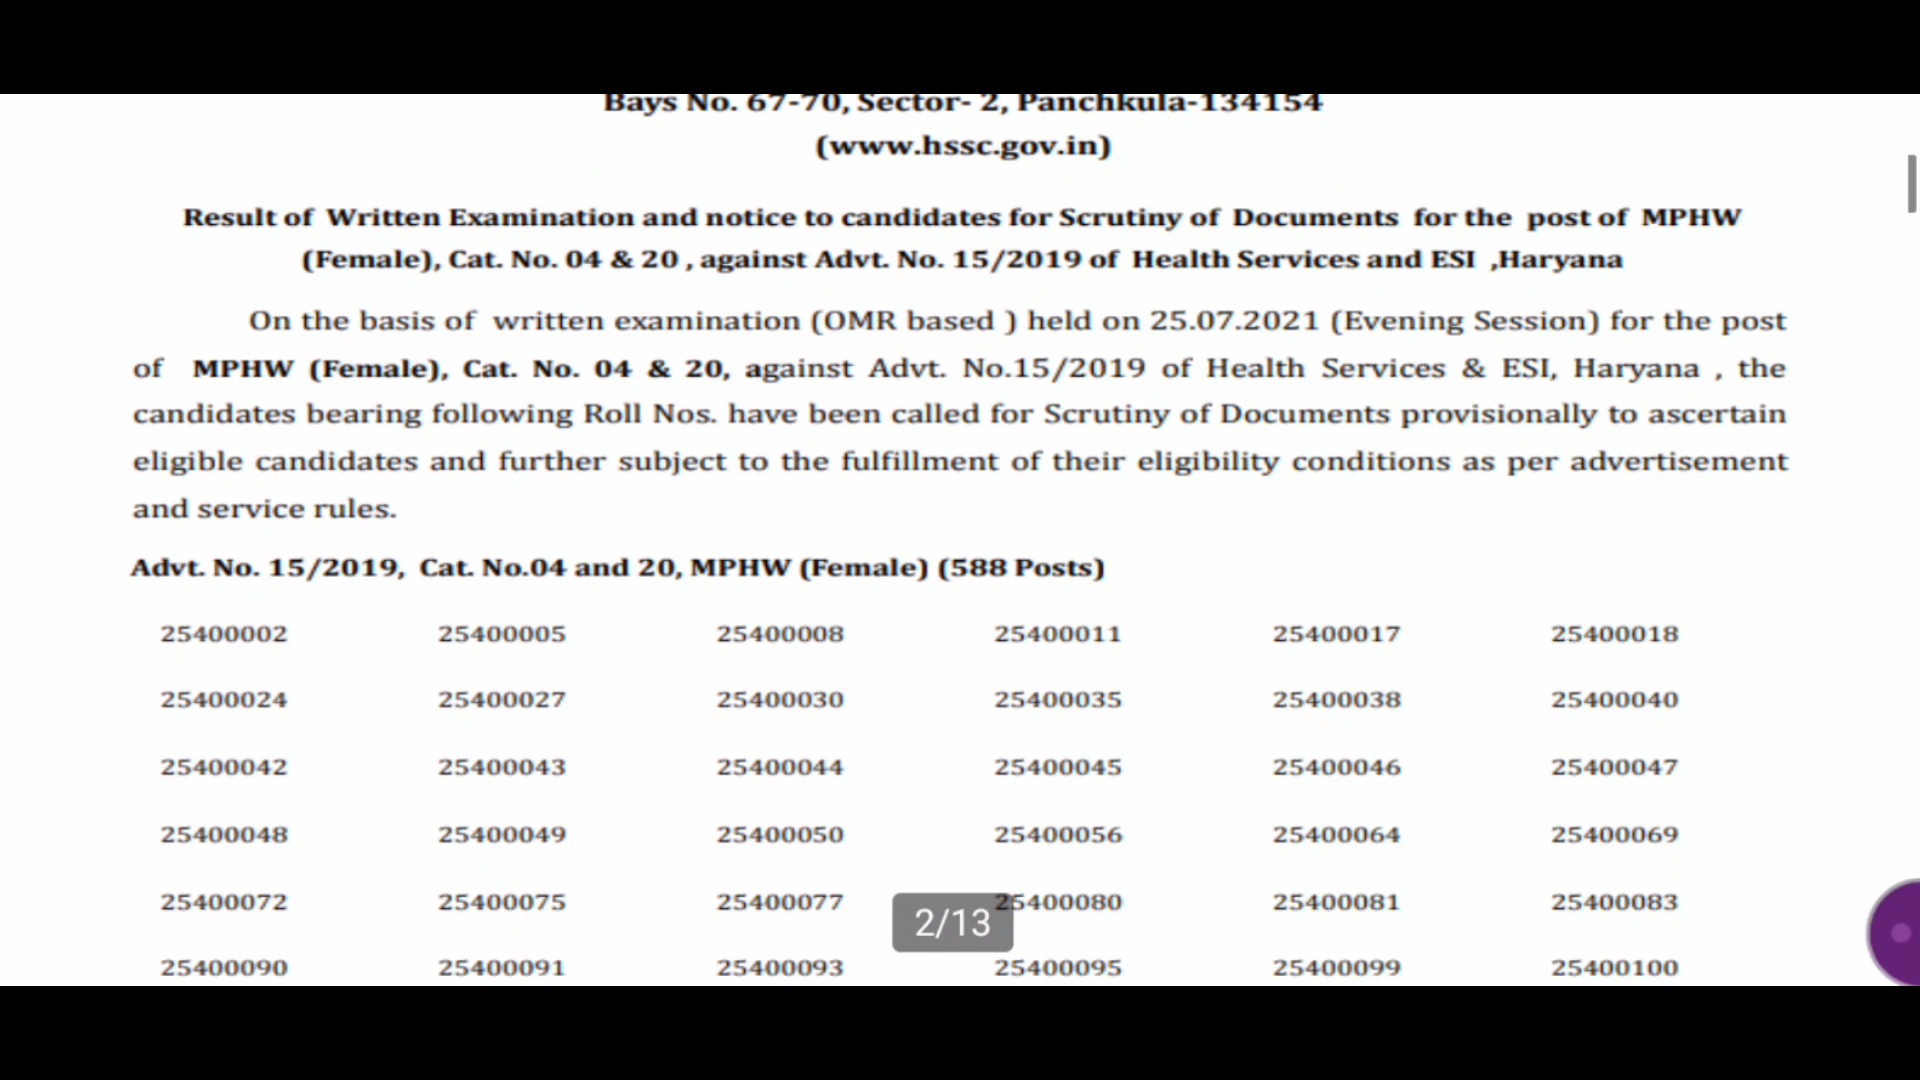 Bays No. 67-70, Sector- 2, Panchkula-134154
(www.hssc.gov.in)
Result of Written Examination and notice to candidates for Scrutiny of Documents for the post of MPHW
(Female), Cat. No. 04 & 20 , against Advt. No. 15/2019 of Health Services and ESI ,Haryana
On the basis of written examination (OMR based ) held on 25.07.2021 (Evening Session) for the post
of MPHW (Female), Cat. No. 04 & 20, against Advt. No.15/2019 of Health Services & ESI, Haryana , the
candidates bearing following Roll Nos. have been called for Scrutiny of Documents provisionally to ascertain
eligible candidates and further subject to the fulfillment of their eligibility conditions as per advertisement
and service rules.
Advt. No. 15/2019, Cat. No.04 and 20, MPHW (Female) (588 Posts)
25400002 25400005 25400008 25400011 25400017 25400018
25400024 25400027 25400030 25400035 25400038 25400040
25400042 25400043 25400044 25400045 25400046 25400047
25400048 25400049 25400050 25400056 25400064 25400069
25400072 25400075 25400077 25400080 25400081 25400083
2/13
25400090 25400091 25400093 25400095 25400099 25400100